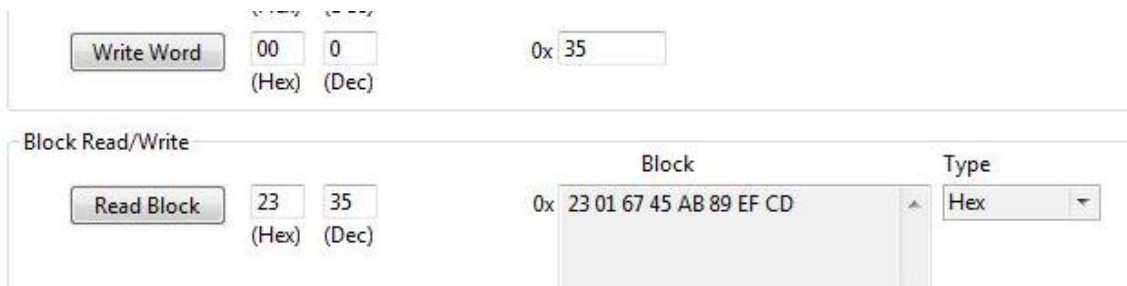 Write Word 00 0 0x 35
(Hex) (Dec)
Block Read/Write
Block Type
Read Block 23 35 0x 23 01 67 45 AB 89 EF CD Hex
(Hex) (Dec)